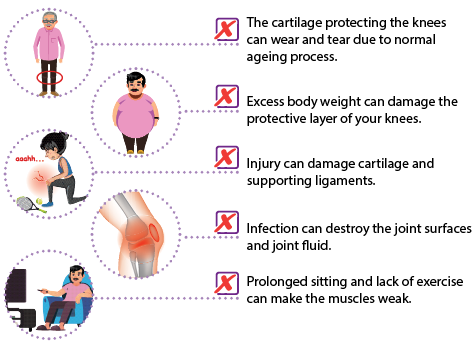 The cartilage protecting the knees
can wear and tear due to normal
ageing process.
Excess body weight can damage the
protective layer of your knees.
aaahh...
Injury can damage cartilage and
supporting ligaments.
Infection can destroy the joint surfaces
and joint fluid.
Prolonged sitting and lack of exercise
can make the muscles weak.